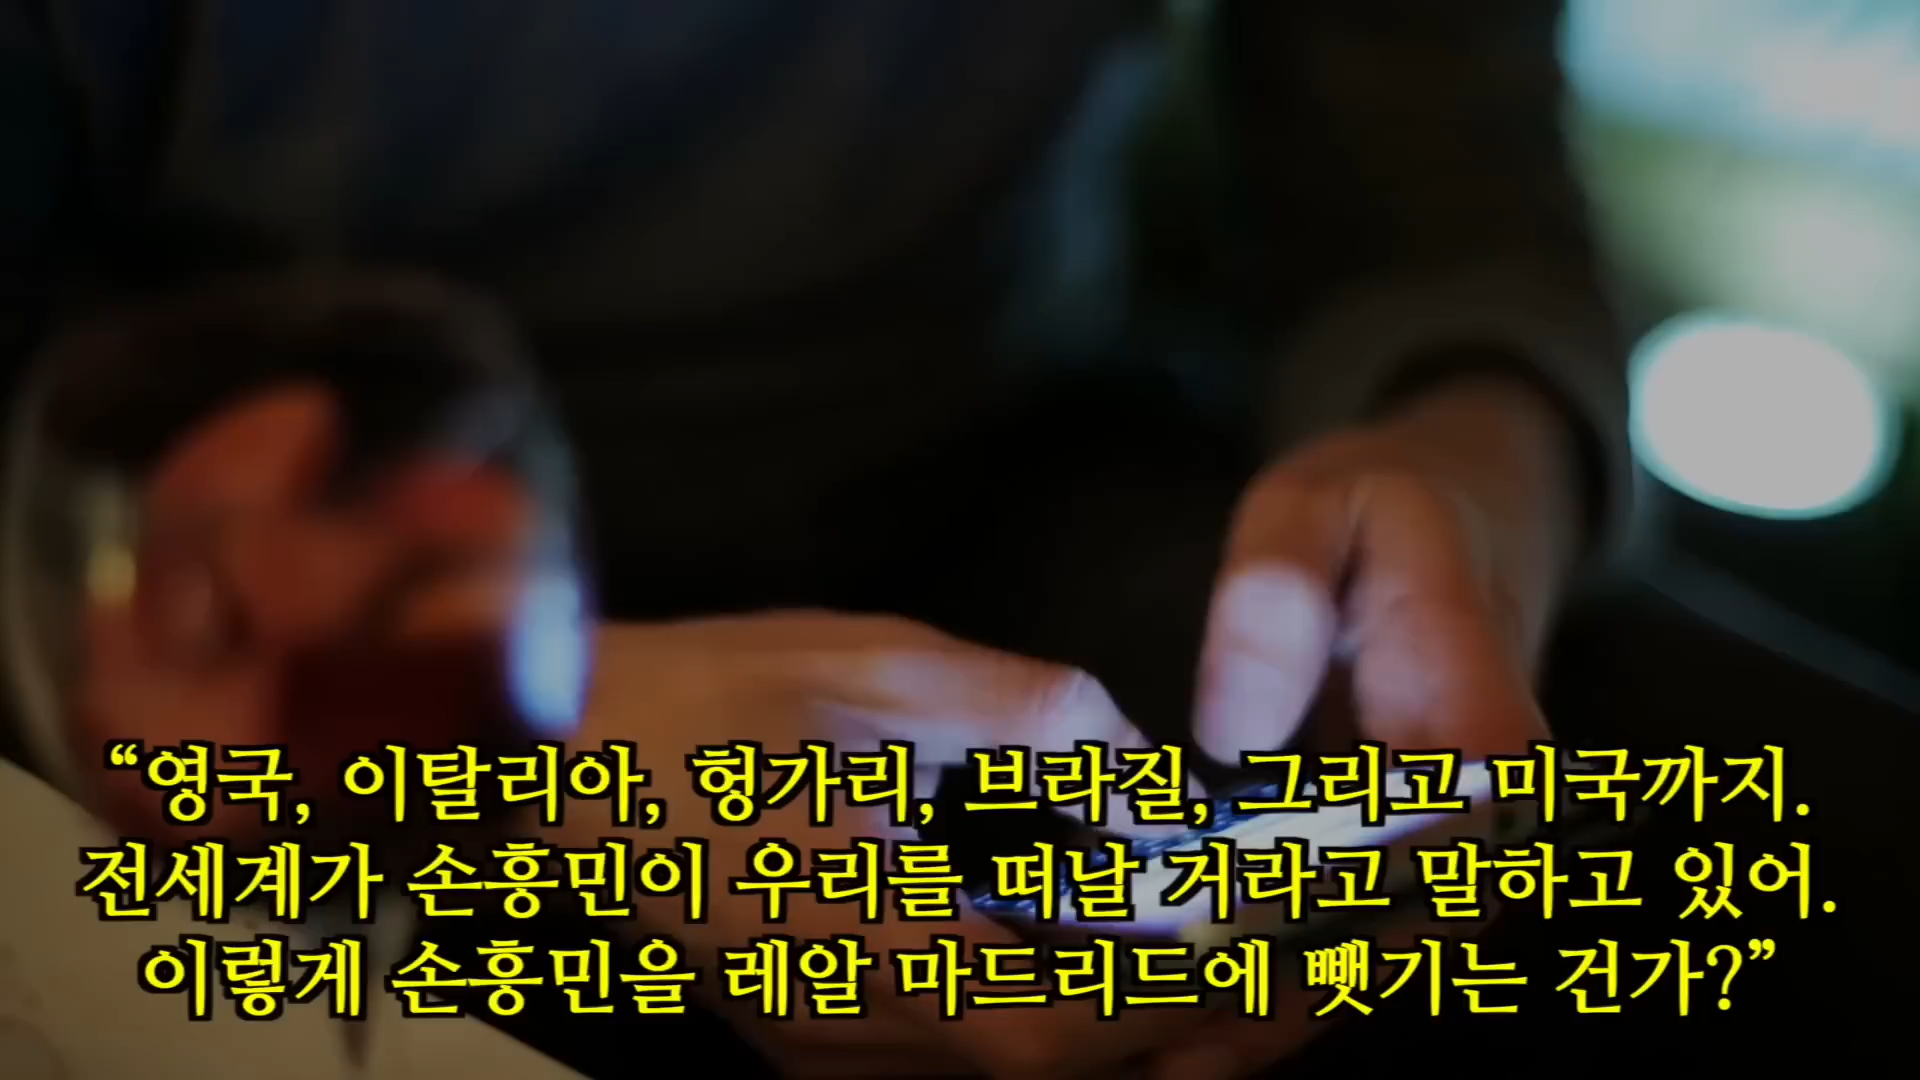 “영국, 이탈리아, 헝가리, 브라질, 그리고 미국까지.
전세계가 손흥민이 우리를 떠날 거라고 말하고 있어.
이렇게 손흥민을 레알 마드리드에 뺏기는 건가?”